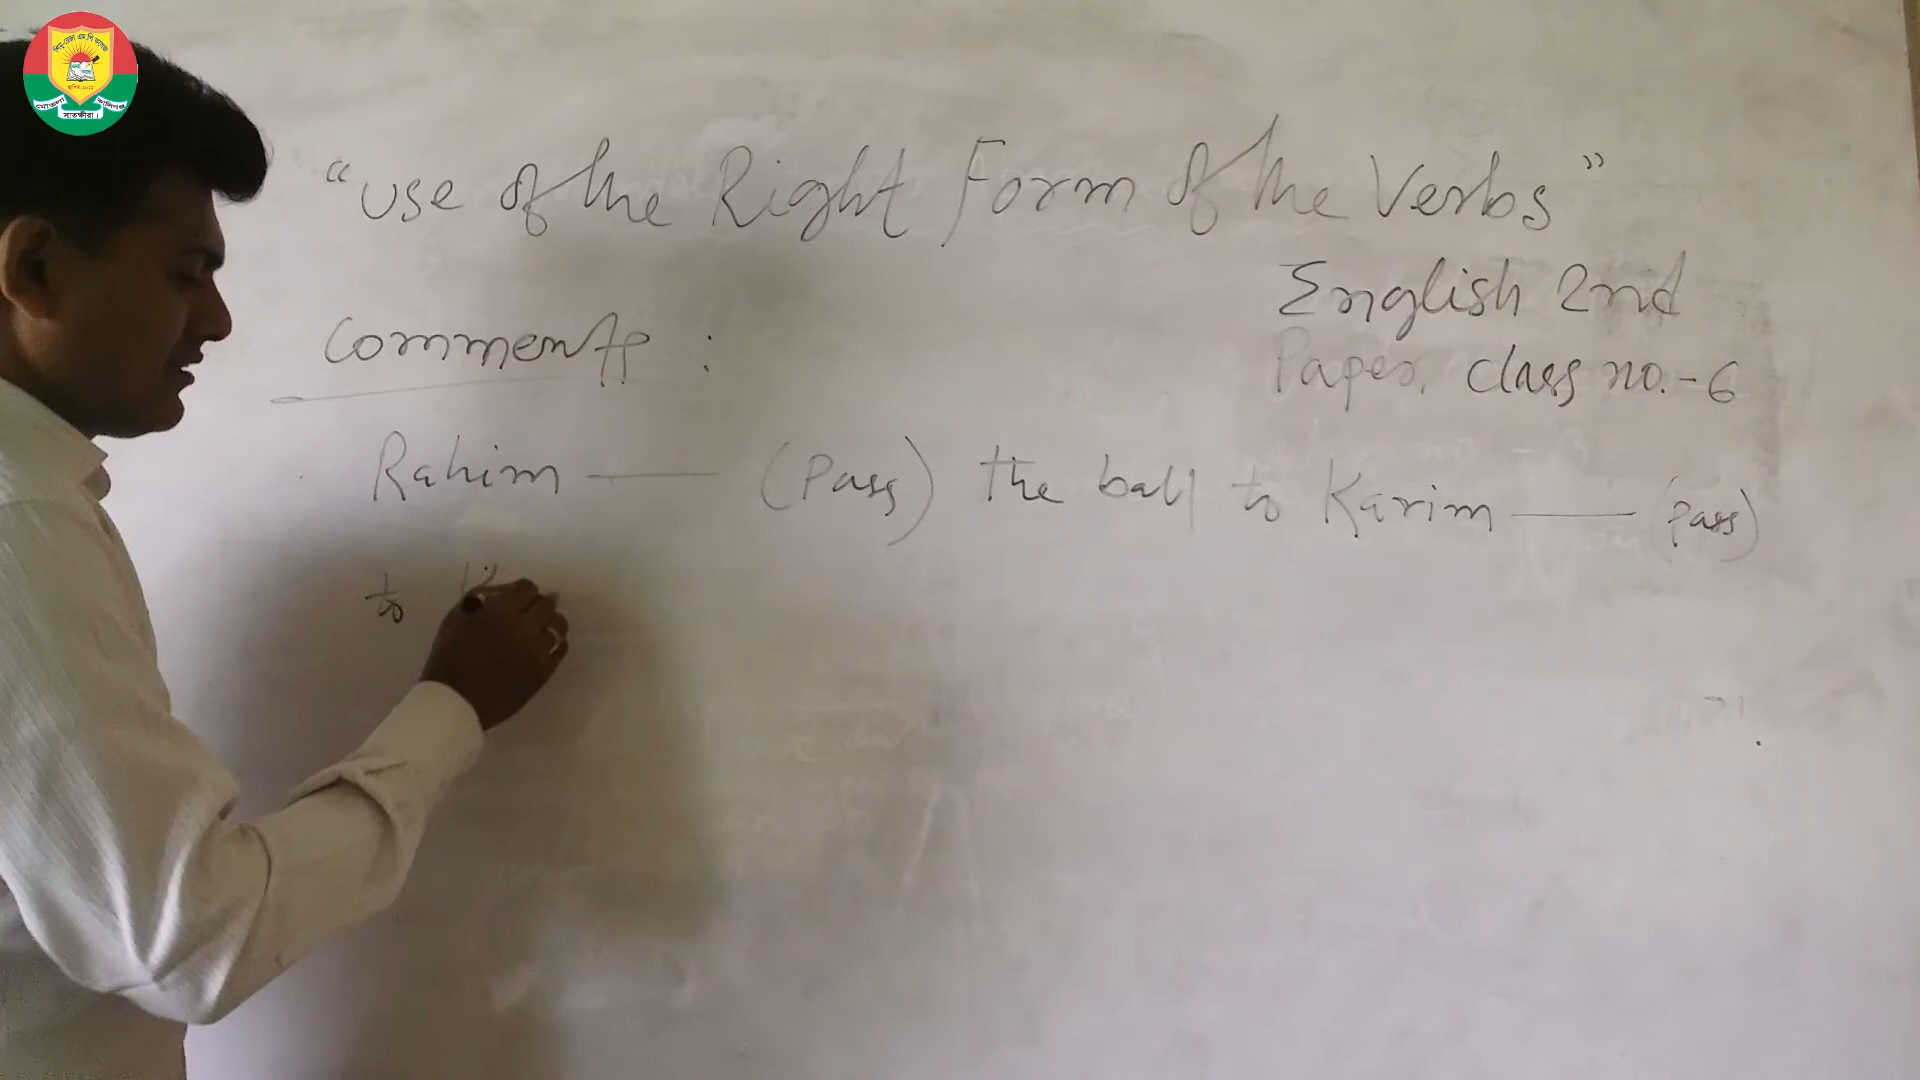 "Use of the Right Form of the Verbs"
English 2nd
Paper, class no.-6
Comments :
Rahim — (Pass) the ball to Karim — (pass)
to
সাতক্ষীরা।